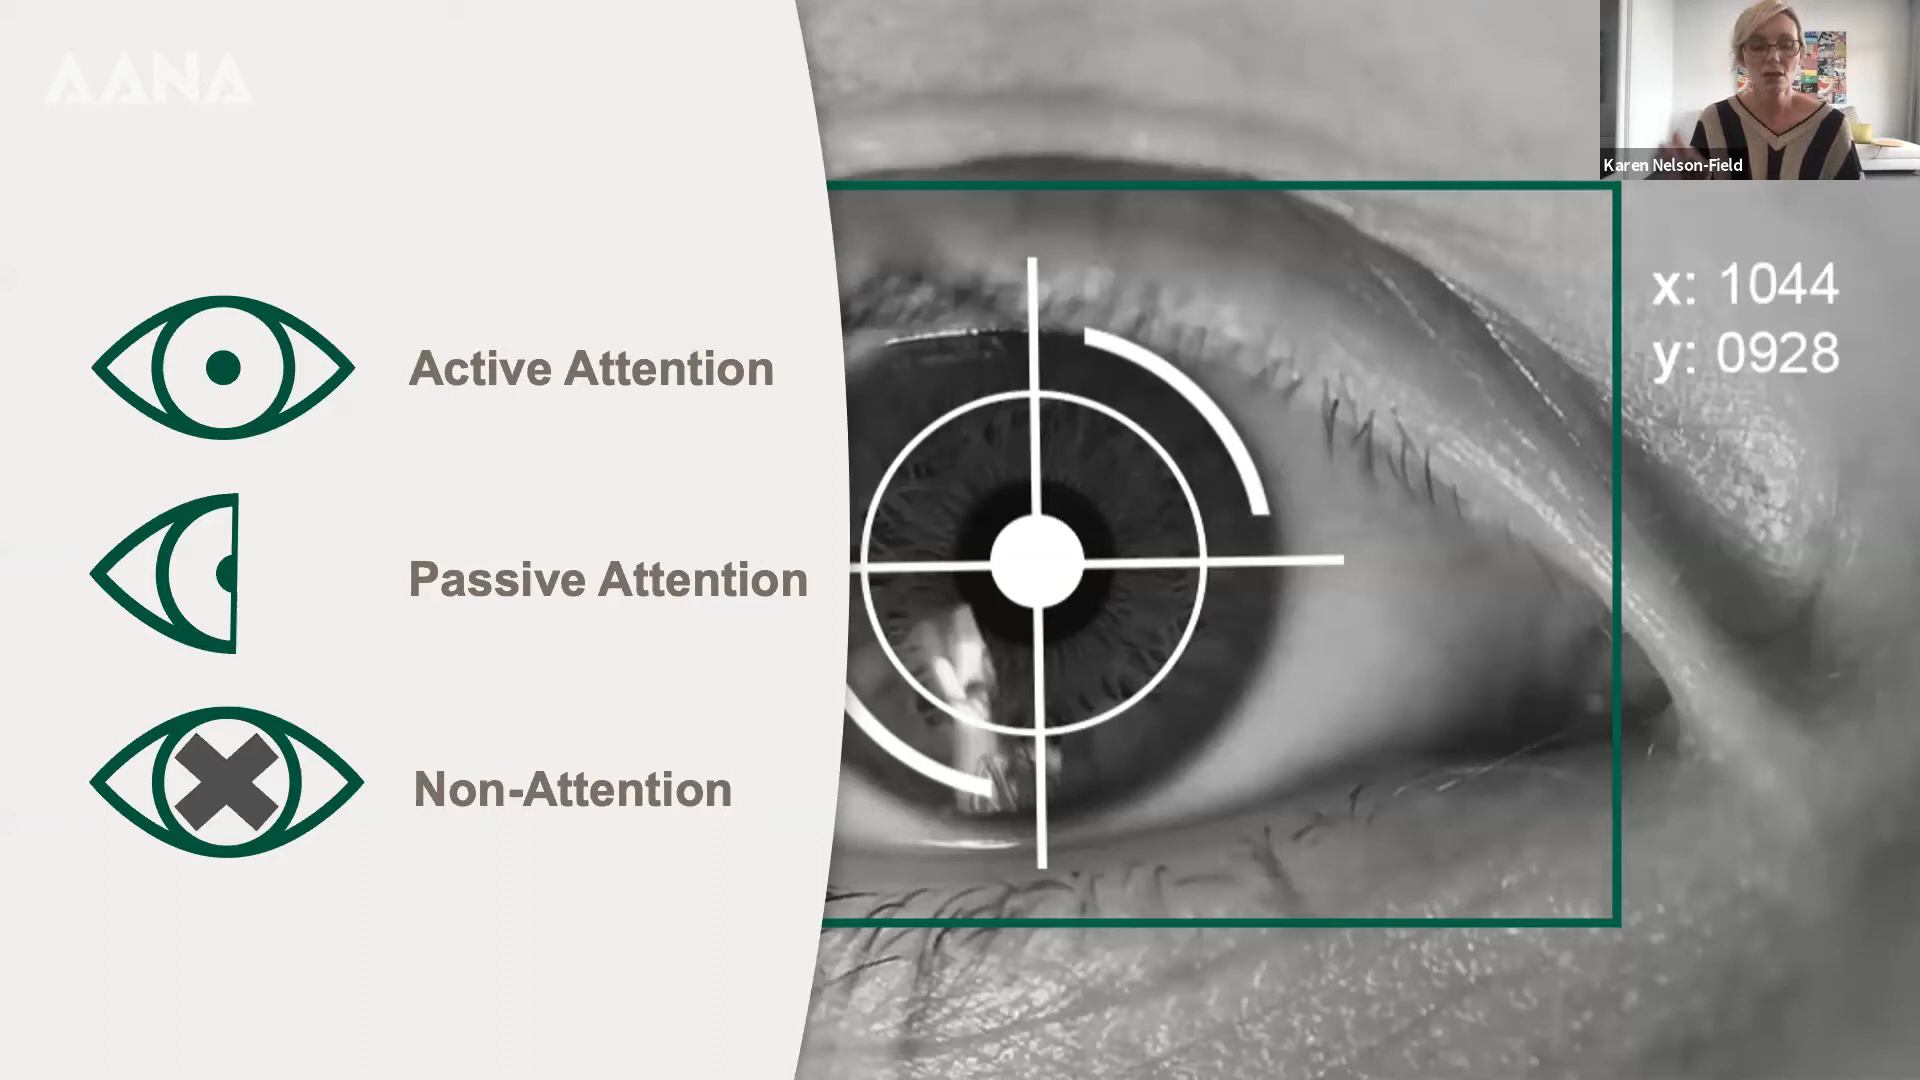 AANA
Karen Nelson-Field
x: 1044
y: 0928
Active Attention
Passive Attention
Non-Attention